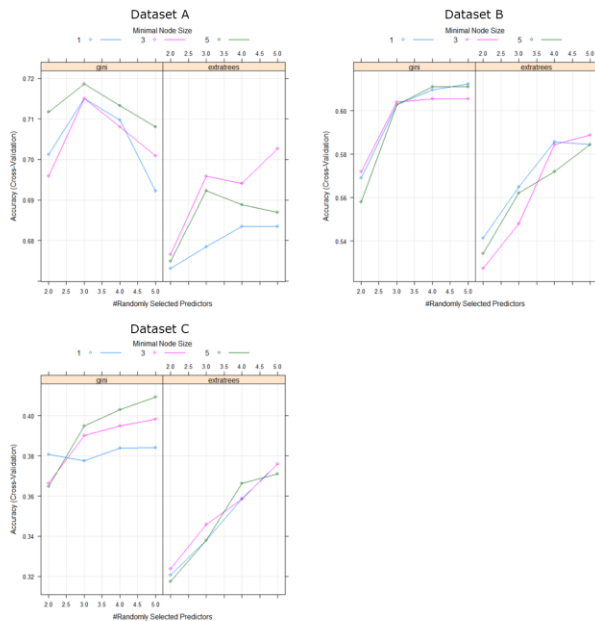 Dataset A
Minimal Node Size
1 3 5
2.0 2.5 3.0 3.5 4.0 4.5 5.0
gini extratrees
0.72
0.71
0.70
0.69
0.68
Accuracy (Cross-Validation)
2.0 2.5 3.0 3.5 4.0 4.5 5.0
#Randomly Selected Predictors
Dataset B
Minimal Node Size
1 3 5
2.0 2.5 3.0 3.5 4.0 4.5 5.0
gini extratrees
0.60
0.58
0.56
0.54
Accuracy (Cross-Validation)
2.0 2.5 3.0 3.5 4.0 4.5 5.0
#Randomly Selected Predictors
Dataset C
Minimal Node Size
1 3 5
2.0 2.5 3.0 3.5 4.0 4.5 5.0
gini extratrees
0.40
0.38
0.36
0.34
0.32
Accuracy (Cross-Validation)
2.0 2.5 3.0 3.5 4.0 4.5 5.0
#Randomly Selected Predictors